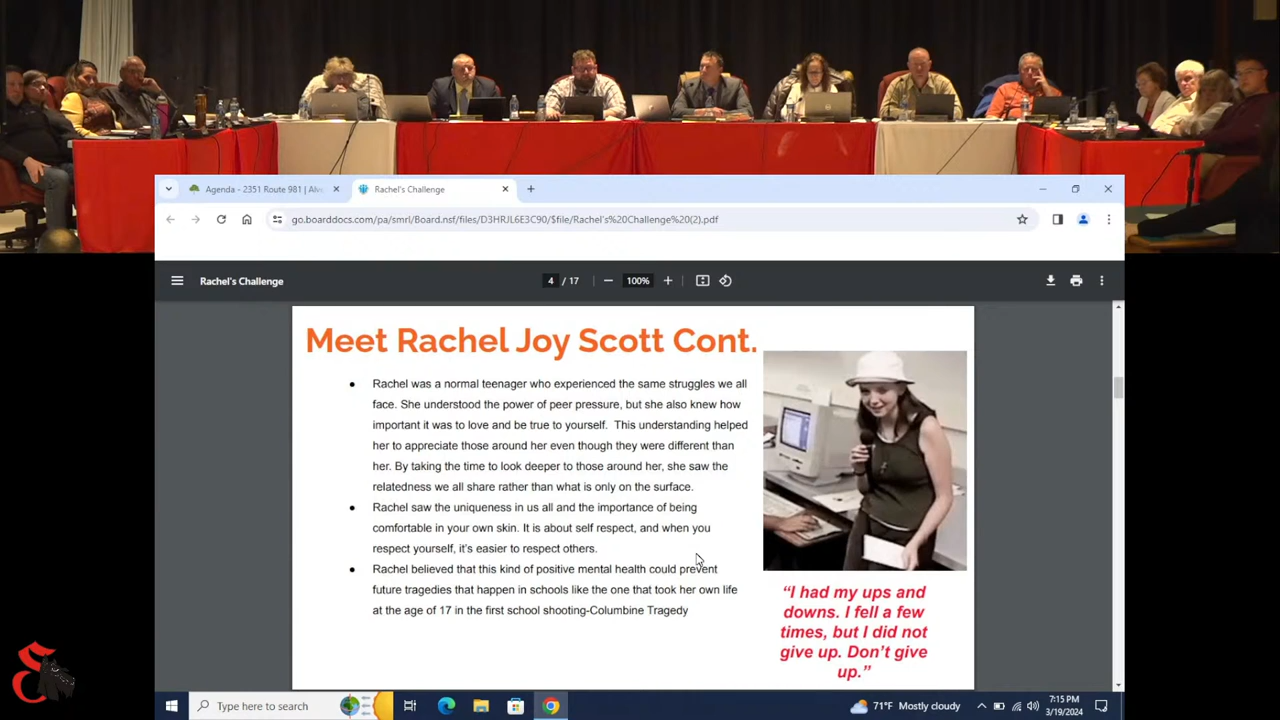 Agenda - 2351 Route 981 | Alve
Rachel's Challenge
go.boarddocs.com/pa/smrl/Board.nsf/files/D3HRJL6E3C90/$file/Rachel's%20Challenge%20(2).pdf
Rachel's Challenge
4 / 17
100%
Meet Rachel Joy Scott Cont.
● Rachel was a normal teenager who experienced the same struggles we all
face. She understood the power of peer pressure, but she also knew how
important it was to love and be true to yourself. This understanding helped
her to appreciate those around her even though they were different than
her. By taking the time to look deeper to those around her, she saw the
relatedness we all share rather than what is only on the surface.
● Rachel saw the uniqueness in us all and the importance of being
comfortable in your own skin. It is about self respect, and when you
respect yourself, it's easier to respect others.
● Rachel believed that this kind of positive mental health could prevent
future tragedies that happen in schools like the one that took her own life
at the age of 17 in the first school shooting-Columbine Tragedy
“I had my ups and
downs. I fell a few
times, but I did not
give up. Don’t give
up.”
S
Type here to search
71°F Mostly cloudy
7:15 PM
3/19/2024